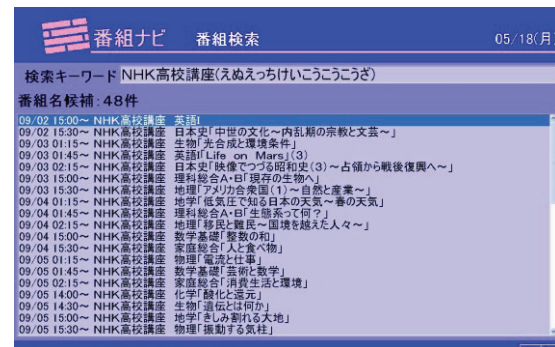 番組ナビ 番組検索 05/18(月)
検索キーワード NHK高校講座(えぬえっちけいこうこうこうざ)
番組名候補:48件
09/02 15:00～ NHK高校講座 英語I
09/02 15:30～ NHK高校講座 日本史「中世の文化～内乱期の宗教と文芸～」
09/03 01:15～ NHK高校講座 生物「光合成と環境条件」
09/03 01:45～ NHK高校講座 英語I「Life on Mars」(3)
09/03 02:15～ NHK高校講座 日本史「映像でつづる昭和史(3)～占領から戦後復興へ～」
09/03 15:00～ NHK高校講座 理科総合A・B「現存の生物へ」
09/03 15:30～ NHK高校講座 地理「アメリカ合衆国(1)～自然と産業～」
09/04 01:15～ NHK高校講座 地学「低気圧で知る日本の天気～春の天気」
09/04 01:45～ NHK高校講座 理科総合A・B「生態系って何?」
09/04 02:15～ NHK高校講座 地理「移民と難民～国境を越えた人々～」
09/04 15:00～ NHK高校講座 数学基礎「整数の和」
09/04 15:30～ NHK高校講座 家庭総合「人と食べ物」
09/05 01:15～ NHK高校講座 物理「電流と仕事」
09/05 01:45～ NHK高校講座 数学基礎「芸術と数学」
09/05 02:15～ NHK高校講座 家庭総合「消費生活と環境」
09/05 14:00～ NHK高校講座 化学「酸化と還元」
09/05 14:30～ NHK高校講座 生物「遺伝とは何か」
09/05 15:00～ NHK高校講座 地学「きしみ割れる大地」
09/05 15:30～ NHK高校講座 物理「振動する気柱」